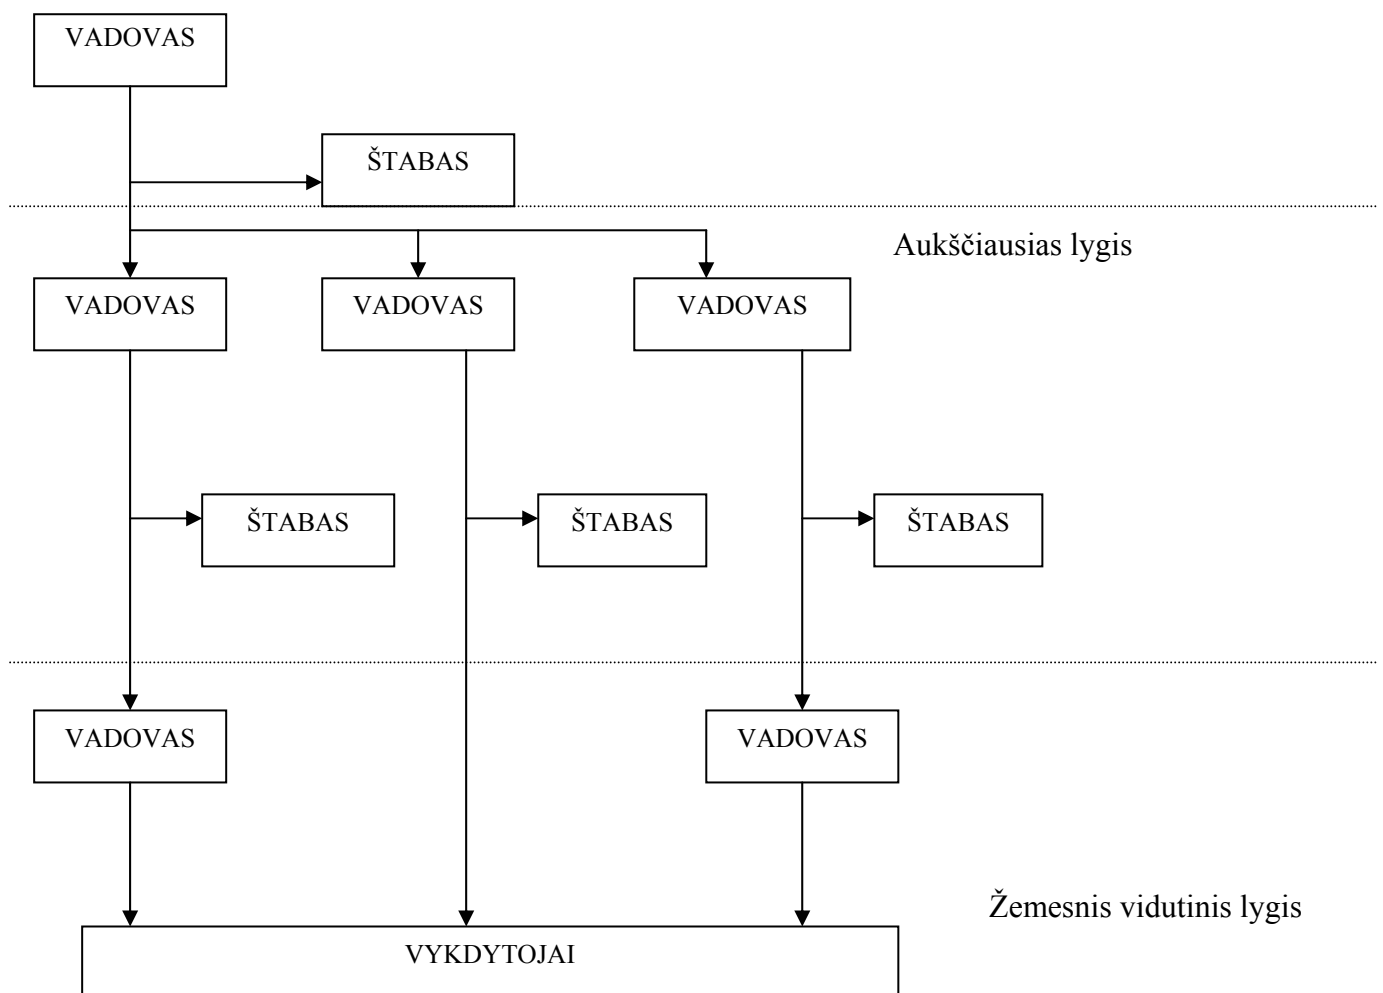 VADOVAS
ŠTABAS
Aukščiausias lygis
VADOVAS
VADOVAS
VADOVAS
ŠTABAS
ŠTABAS
ŠTABAS
VADOVAS
VADOVAS
Žemesnis vidutinis lygis
VYKDYTOJAI